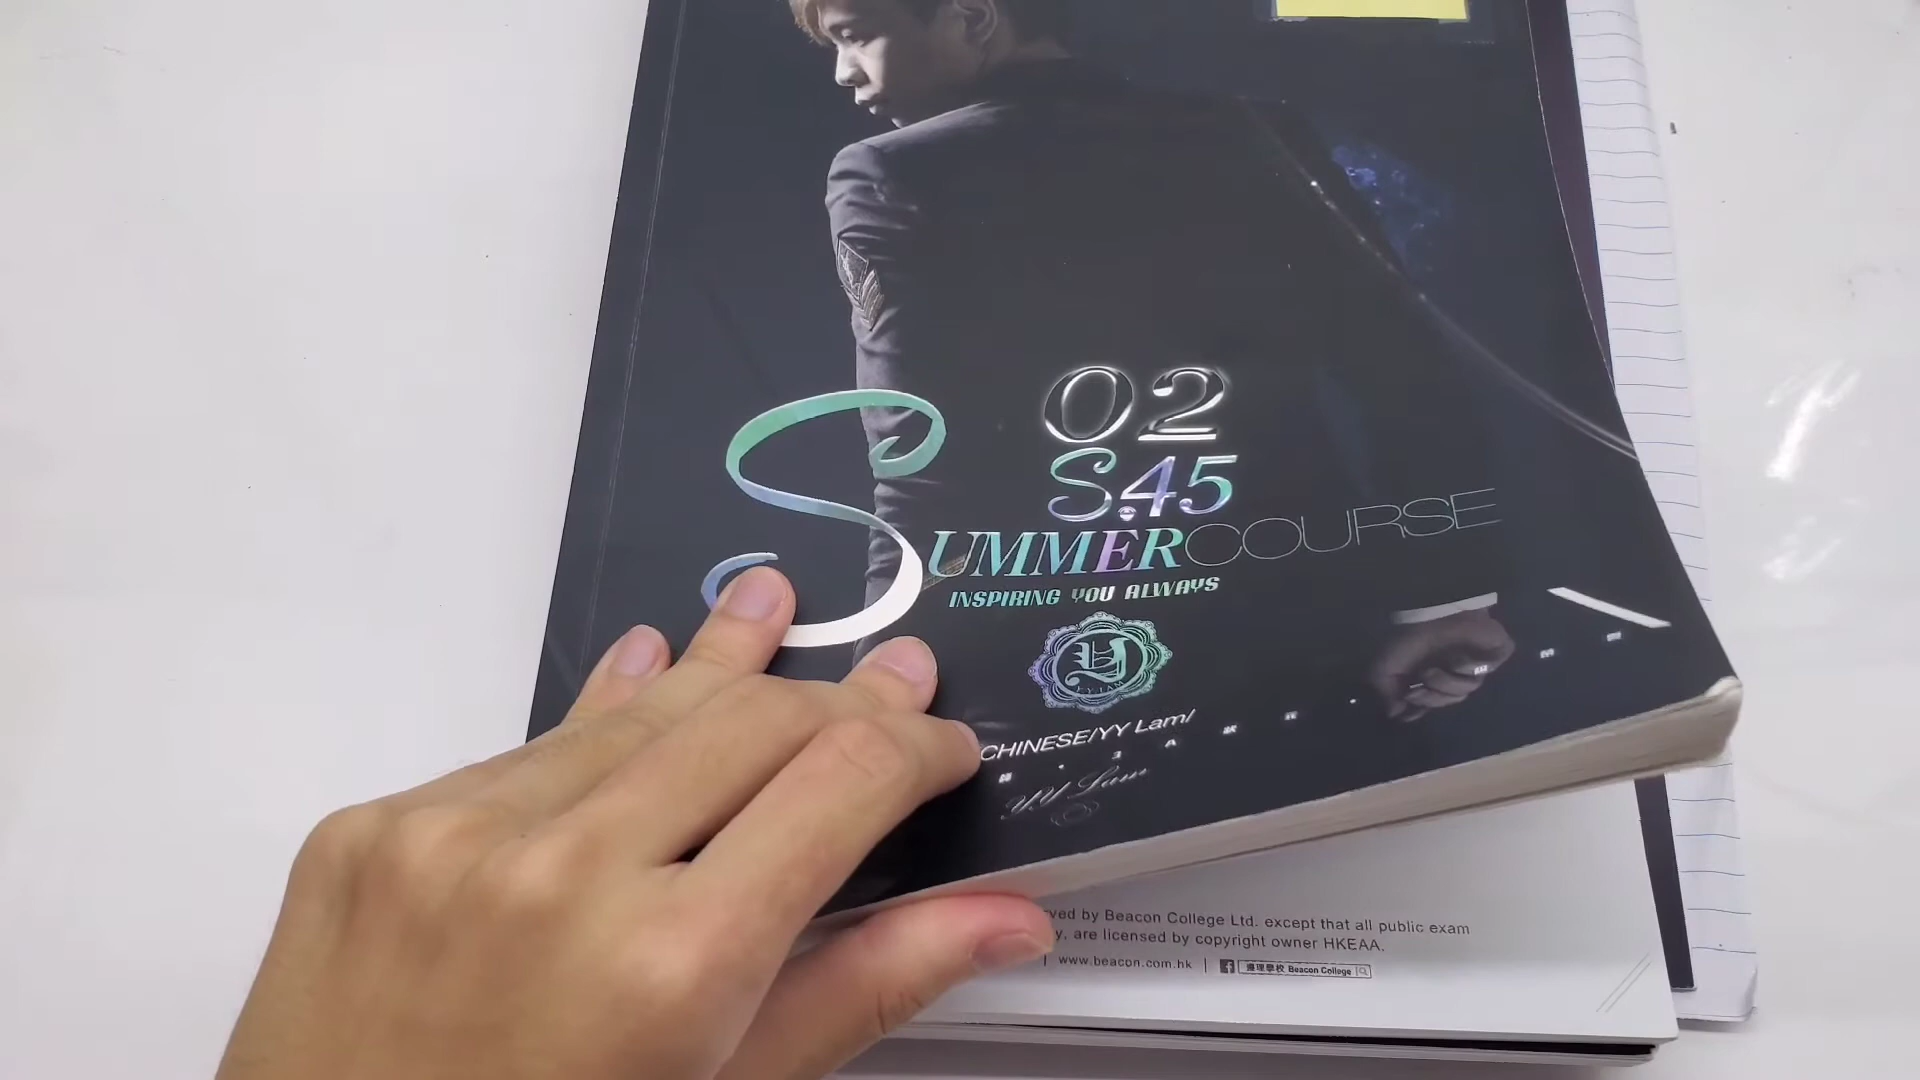 02
S.45
SUMMERCOURSE
INSPIRING YOU ALWAYS
Y
Y.Y.LAM
CHINESE/YY Lam/
Y.Y Lam
ved by Beacon College Ltd. except that all public exam
y, are licensed by copyright owner HKEAA.
| www.beacon.com.hk | f 遵理學校 Beacon College